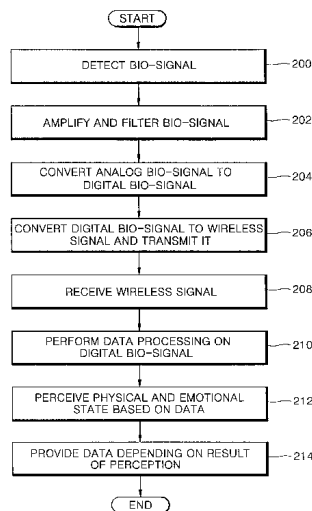 START
DETECT BIO-SIGNAL
200
AMPLIFY AND FILTER BIO-SIGNAL
202
CONVERT ANALOG BIO-SIGNAL TO
DIGITAL BIO-SIGNAL
204
CONVERT DIGITAL BIO-SIGNAL TO WIRELESS
SIGNAL AND TRANSMIT IT
206
RECEIVE WIRELESS SIGNAL
208
PERFORM DATA PROCESSING ON
DIGITAL BIO-SIGNAL
210
PERCEIVE PHYSICAL AND EMOTIONAL
STATE BASED ON DATA
212
PROVIDE DATA DEPENDING ON RESULT
OF PERCEPTION
214
END